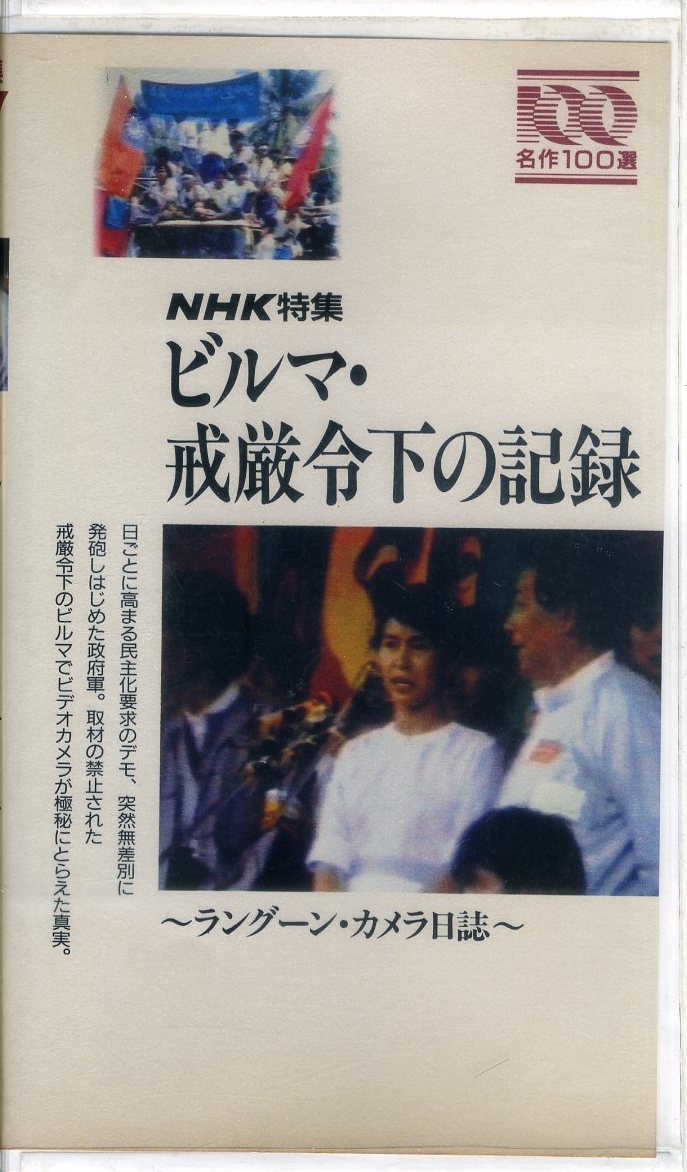 100
名作100選
NHK特集
ビルマ・
戒厳令下の記録
日ごとに高まる民主化要求のデモ、突然無差別に
発砲しはじめた政府軍。取材の禁止された
戒厳令下のビルマでビデオカメラが極秘にとらえた真実。
～ラングーン・カメラ日誌～